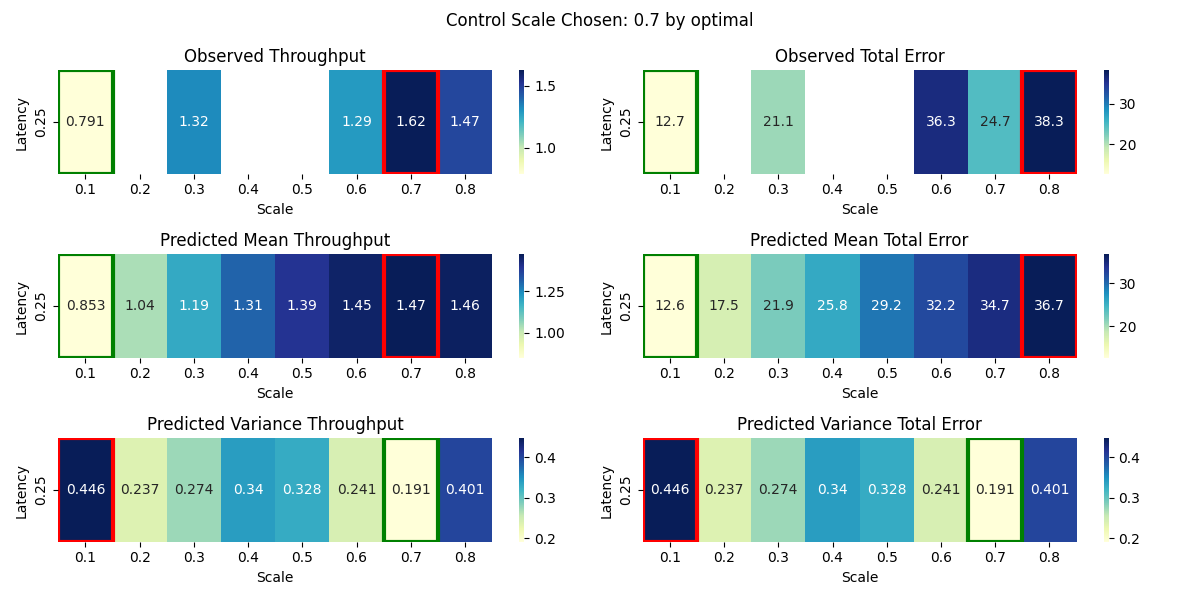 Control Scale Chosen: 0.7 by optimal
Observed Throughput
Latency
0.25
0.791 1.32 1.29 1.62 1.47
1.5
1.0
0.1 0.2 0.3 0.4 0.5 0.6 0.7 0.8
Scale
Observed Total Error
Latency
0.25
12.7 21.1 36.3 24.7 38.3
30
20
0.1 0.2 0.3 0.4 0.5 0.6 0.7 0.8
Scale
Predicted Mean Throughput
Latency
0.25
0.853 1.04 1.19 1.31 1.39 1.45 1.47 1.46
1.25
1.00
0.1 0.2 0.3 0.4 0.5 0.6 0.7 0.8
Scale
Predicted Mean Total Error
Latency
0.25
12.6 17.5 21.9 25.8 29.2 32.2 34.7 36.7
30
20
0.1 0.2 0.3 0.4 0.5 0.6 0.7 0.8
Scale
Predicted Variance Throughput
Latency
0.25
0.446 0.237 0.274 0.34 0.328 0.241 0.191 0.401
0.4
0.3
0.2
0.1 0.2 0.3 0.4 0.5 0.6 0.7 0.8
Scale
Predicted Variance Total Error
Latency
0.25
0.446 0.237 0.274 0.34 0.328 0.241 0.191 0.401
0.4
0.3
0.2
0.1 0.2 0.3 0.4 0.5 0.6 0.7 0.8
Scale